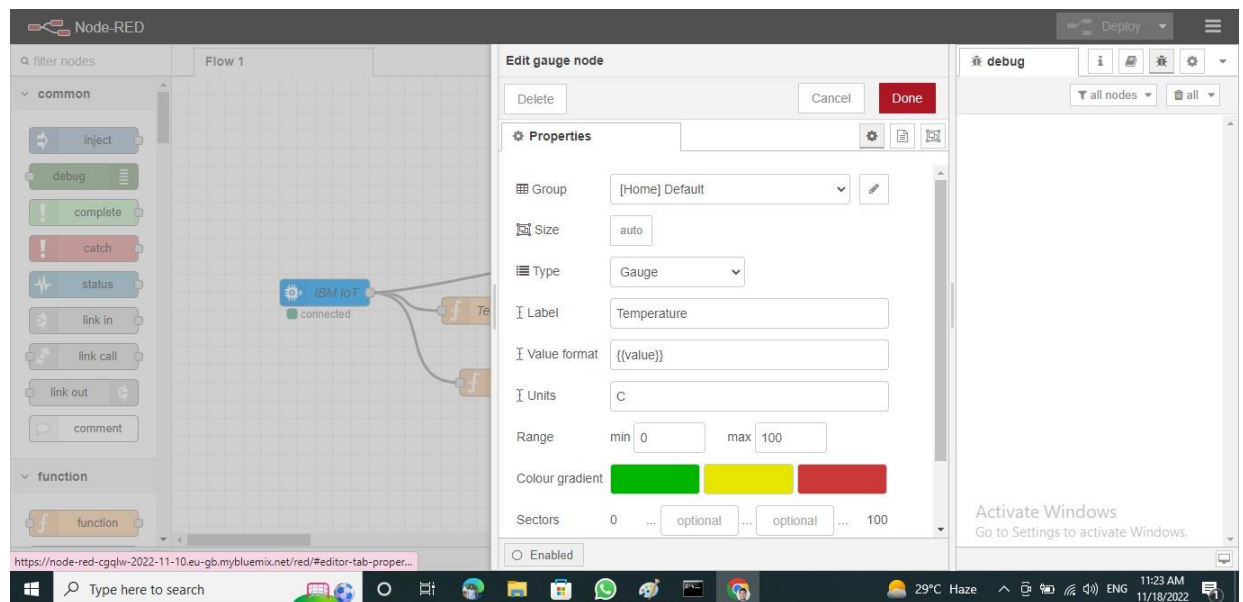 Node-RED
Deploy
filter nodes
Flow 1
Edit gauge node
debug
i
common
Delete
Cancel
Done
all nodes
all
Properties
inject
debug
complete
catch
status
link in
link call
link out
comment
function
function
IBM IoT
connected
f
Te
f
Group
[Home] Default
Size
auto
Type
Gauge
Label
Temperature
Value format
{{value}}
Units
C
Range
min 0
max 100
Colour gradient
Sectors
0 ... optional ... optional ... 100
Enabled
Activate Windows
Go to Settings to activate Windows.
https://node-red-cgqlw-2022-11-10.eu-gb.mybluemix.net/red/#editor-tab-proper...
Type here to search
29°C Haze
ENG
11:23 AM
11/18/2022